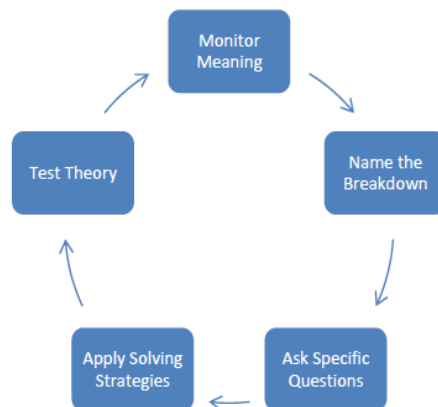 Monitor
Meaning
Name the
Breakdown
Ask Specific
Questions
Apply Solving
Strategies
Test Theory